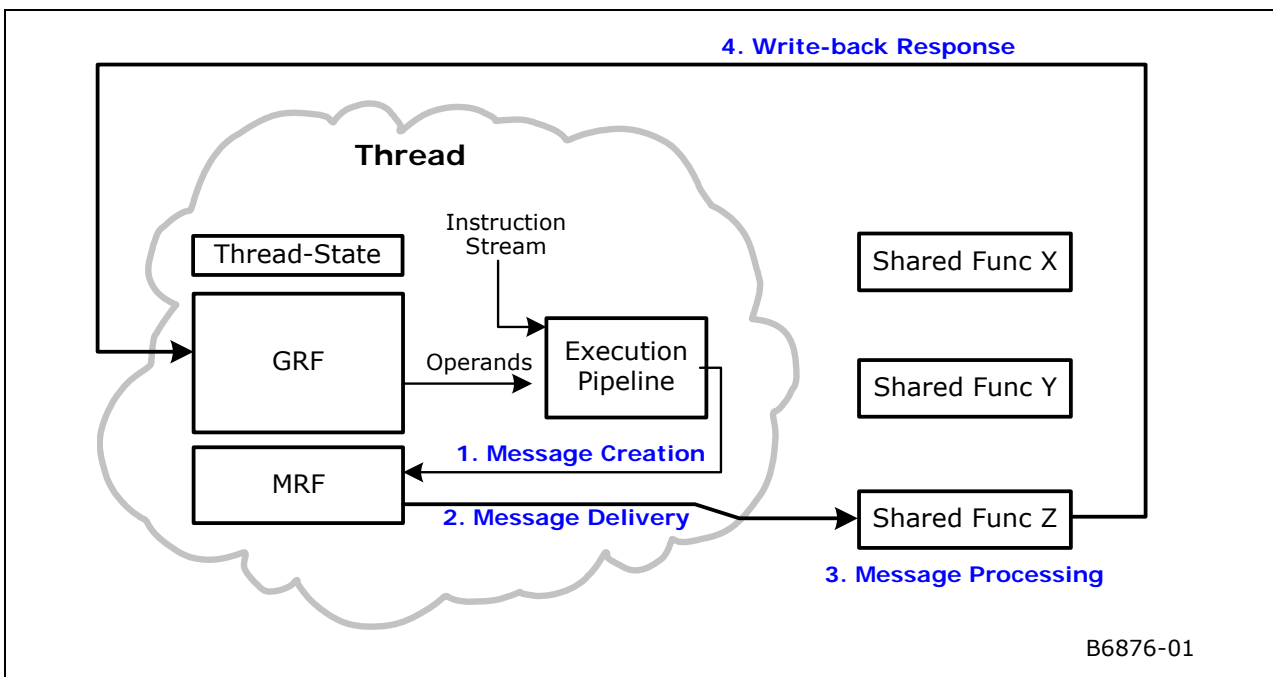 4. Write-back Response
Thread
Instruction
Stream
Thread-State
Shared Func X
GRF
Operands
Execution
Pipeline
Shared Func Y
1. Message Creation
MRF
2. Message Delivery
Shared Func Z
3. Message Processing
B6876-01